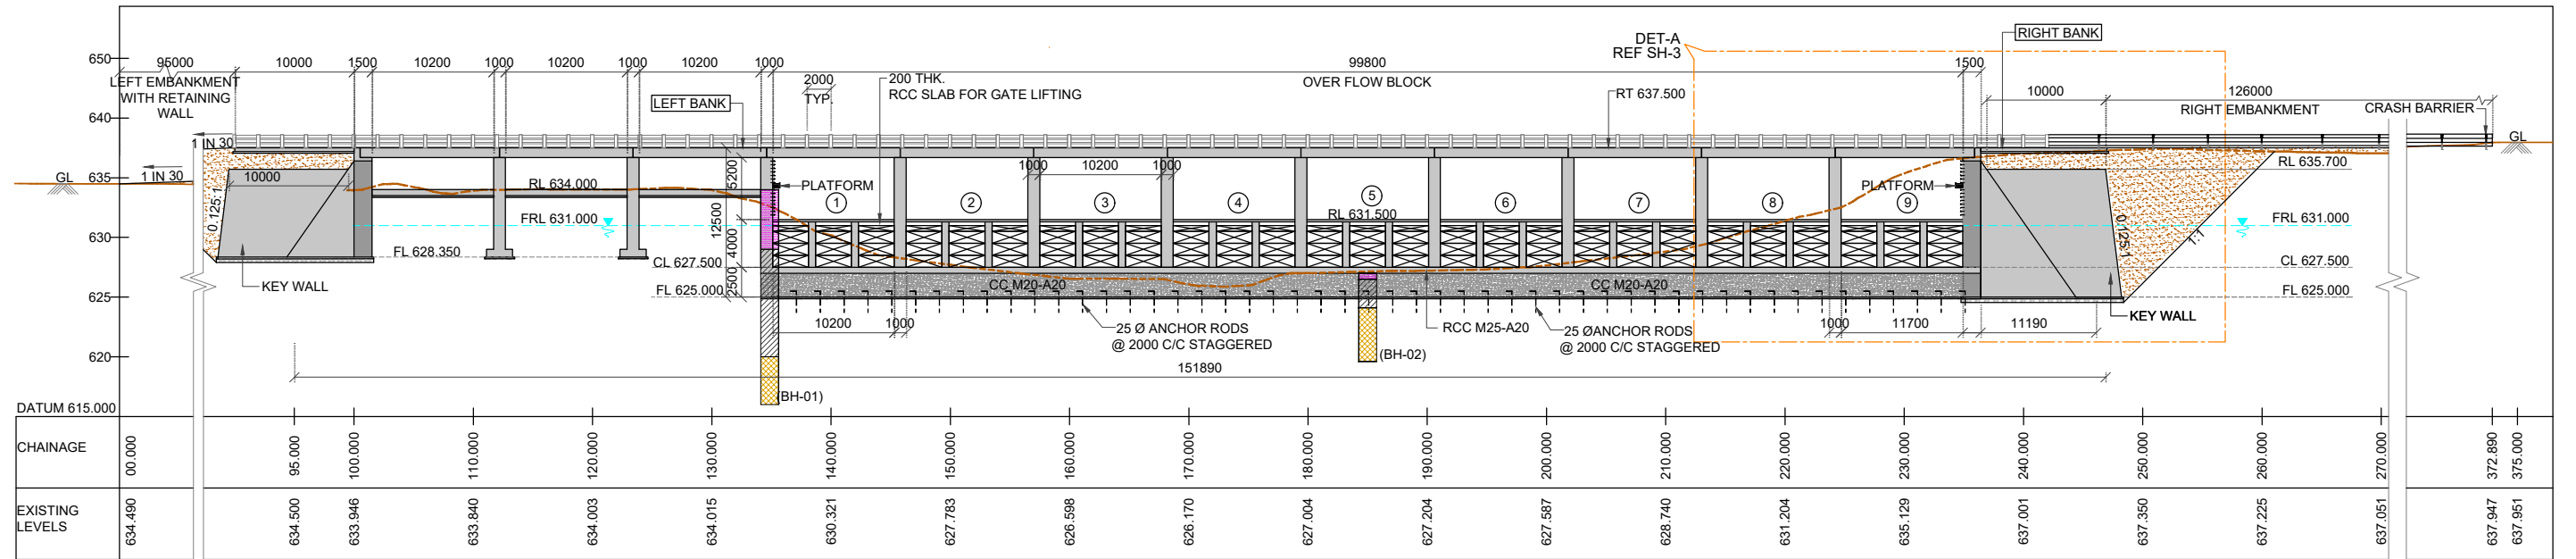 650
640
635
630
625
620
DATUM 615.000
95000
10000
1500
10200
1000
10200
1000
10200
1000
99800
1500
10000
126000
LEFT EMBANKMENT
WITH RETAINING
WALL
LEFT BANK
2000
TYP.
200 THK.
RCC SLAB FOR GATE LIFTING
OVER FLOW BLOCK
RT 637.500
DET-A
REF SH-3
RIGHT BANK
RIGHT EMBANKMENT
CRASH BARRIER
GL
1 IN 30
GL
1 IN 30
10000
0.125:1
RL 634.000
FRL 631.000
FL 628.350
KEY WALL
5200
12500
4000
2500
PLATFORM
1000
10200
1000
1
2
3
4
5
6
7
8
9
RL 631.500
PLATFORM
CL 627.500
FL 625.000
CC M20-A20
CC M20-A20
10200
1000
25 Ø ANCHOR RODS
@ 2000 C/C STAGGERED
RCC M25-A20
25 ØANCHOR RODS
@ 2000 C/C STAGGERED
(BH-01)
(BH-02)
1000
11700
11190
0.125:1
1:1
RL 635.700
FRL 631.000
CL 627.500
FL 625.000
KEY WALL
151890
CHAINAGE
00.000
95.000
100.000
110.000
120.000
130.000
140.000
150.000
160.000
170.000
180.000
190.000
200.000
210.000
220.000
230.000
240.000
250.000
260.000
270.000
372.890
375.000
EXISTING
LEVELS
634.490
634.500
633.946
633.840
634.003
634.015
630.321
627.783
626.598
626.170
627.004
627.204
627.587
628.740
631.204
635.129
637.001
637.350
637.225
637.051
637.947
637.951